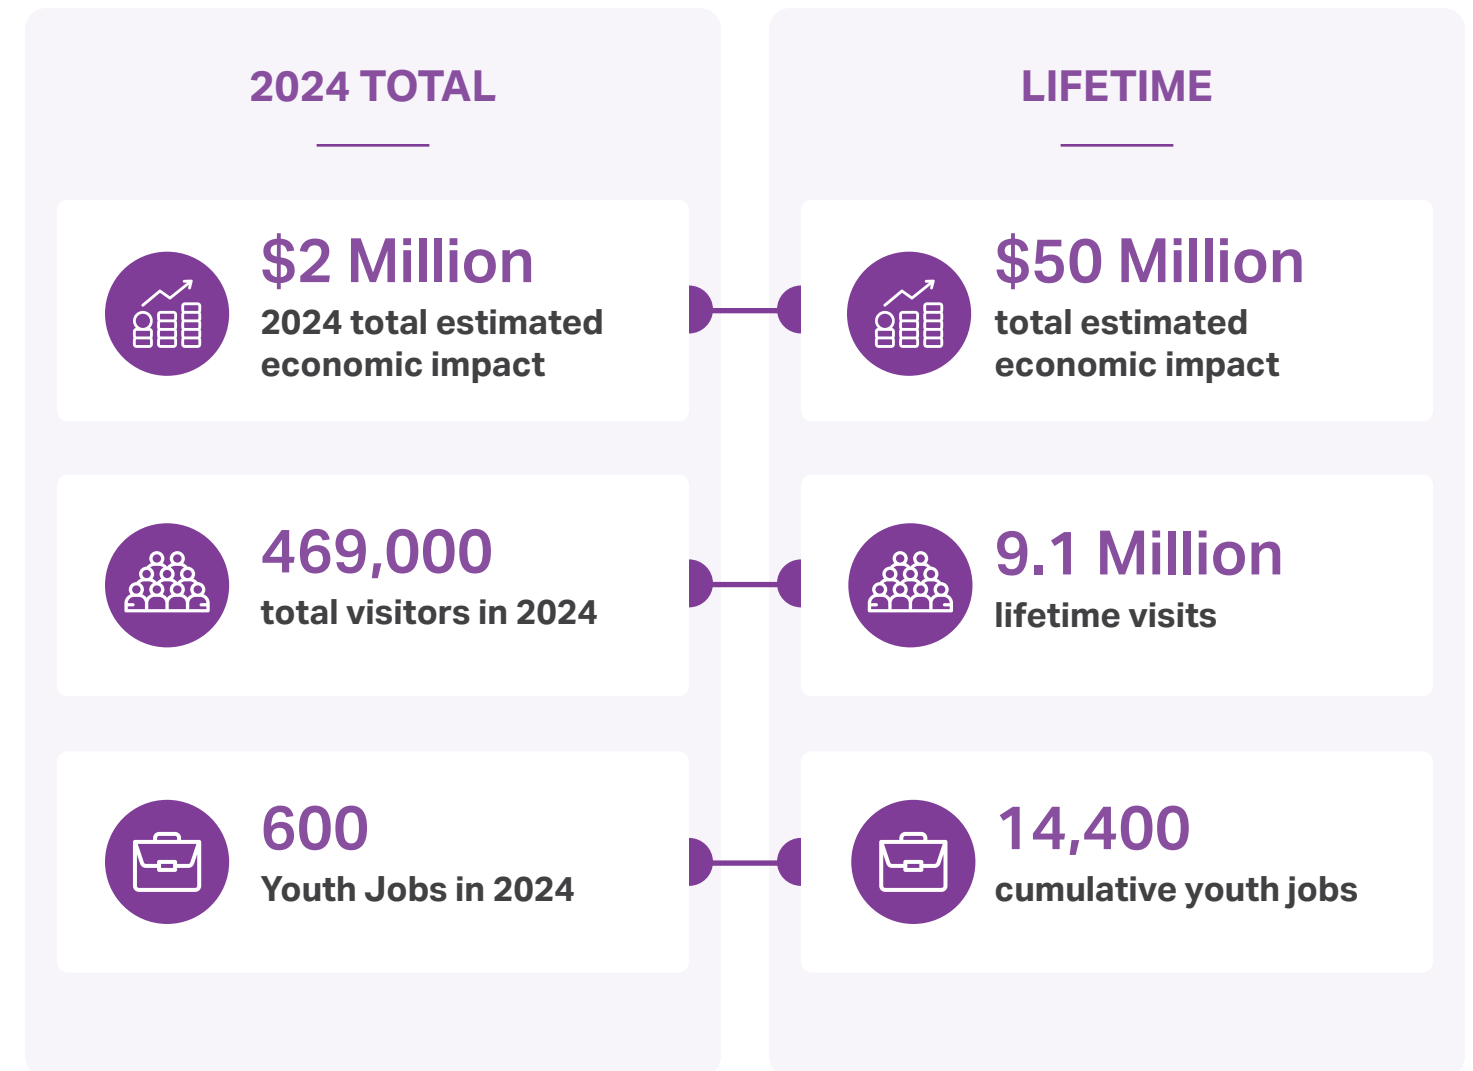 2024 TOTAL
$2 Million
2024 total estimated
economic impact
469,000
total visitors in 2024
600
Youth Jobs in 2024
LIFETIME
$50 Million
total estimated
economic impact
9.1 Million
lifetime visits
14,400
cumulative youth jobs